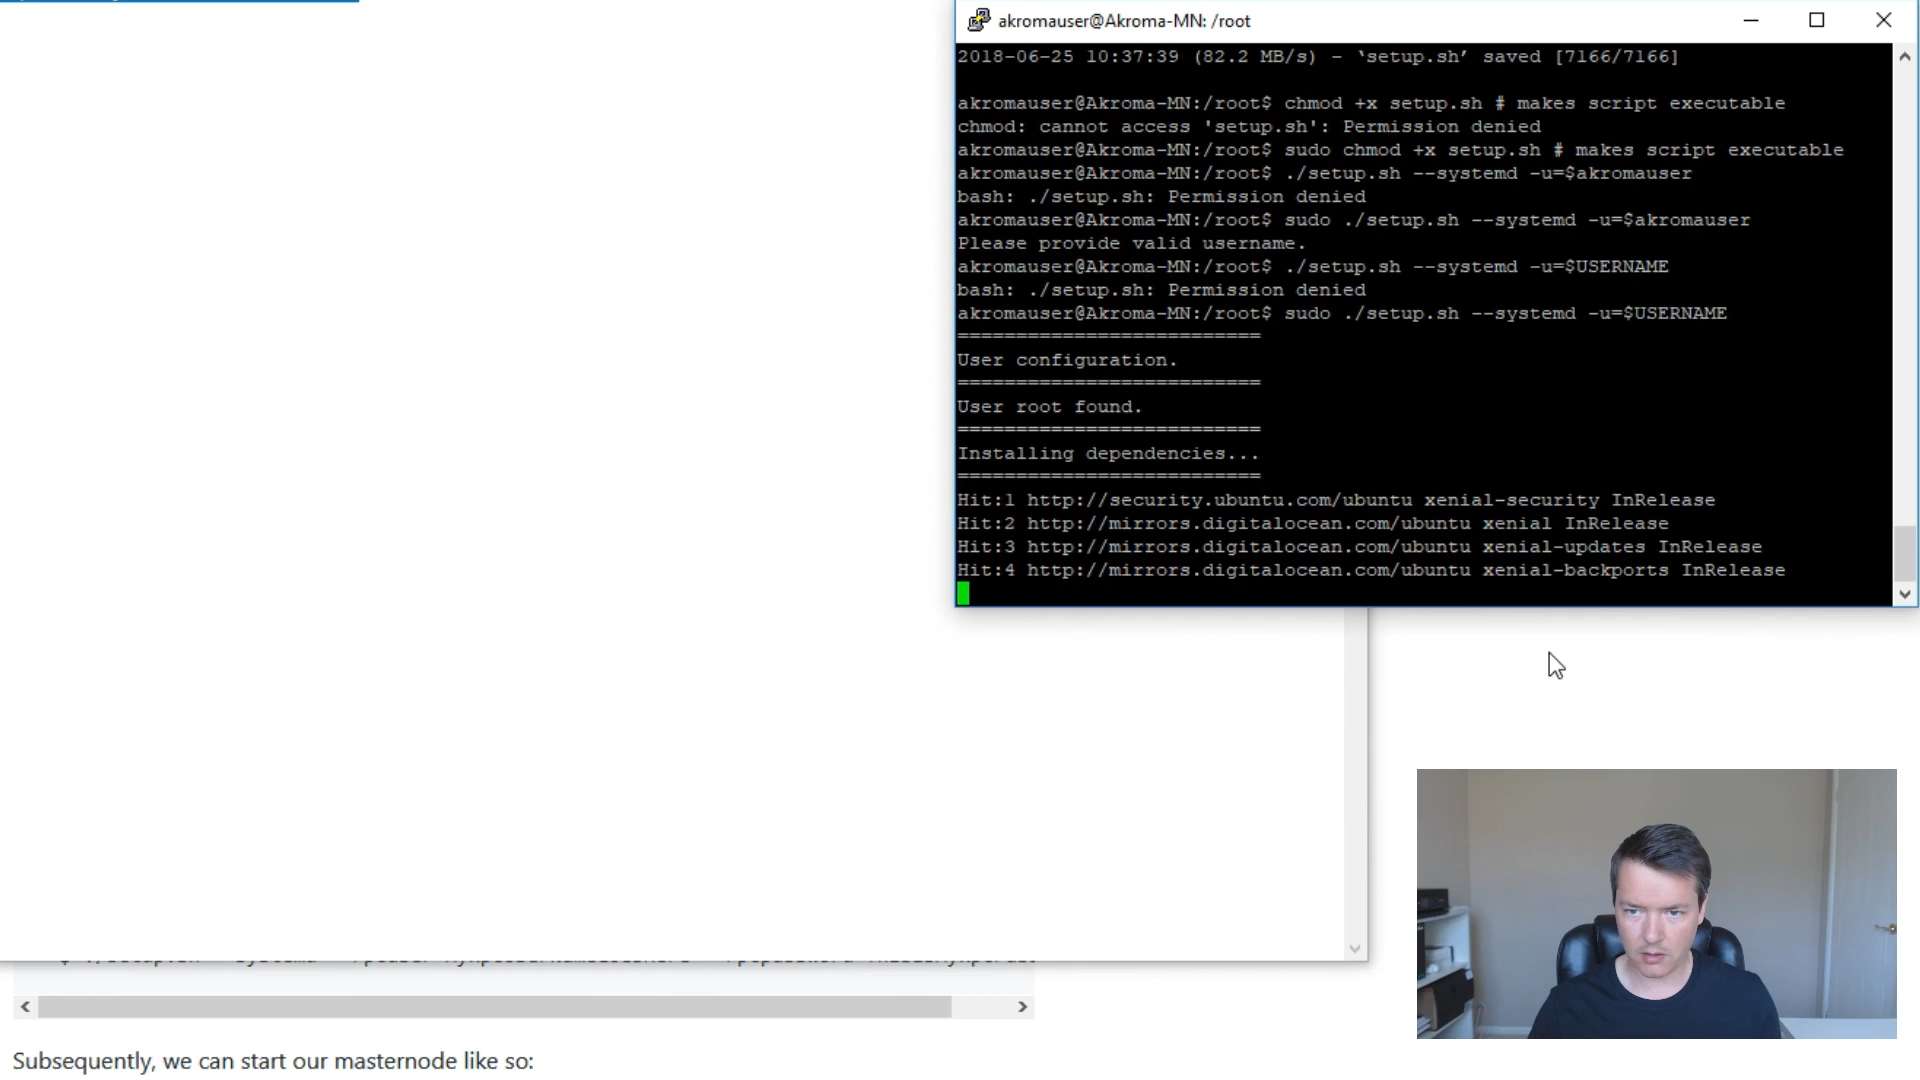 akromauser@Akroma-MN: /root
2018-06-25 10:37:39 (82.2 MB/s) - ‘setup.sh’ saved [7166/7166]
akromauser@Akroma-MN:/root$ chmod +x setup.sh # makes script executable
chmod: cannot access 'setup.sh': Permission denied
akromauser@Akroma-MN:/root$ sudo chmod +x setup.sh # makes script executable
akromauser@Akroma-MN:/root$ ./setup.sh --systemd -u=$akromauser
bash: ./setup.sh: Permission denied
akromauser@Akroma-MN:/root$ sudo ./setup.sh --systemd -u=$akromauser
Please provide valid username.
akromauser@Akroma-MN:/root$ ./setup.sh --systemd -u=$USERNAME
bash: ./setup.sh: Permission denied
akromauser@Akroma-MN:/root$ sudo ./setup.sh --systemd -u=$USERNAME
==========================
User configuration.
==========================
User root found.
==========================
Installing dependencies...
==========================
Hit:1 http://security.ubuntu.com/ubuntu xenial-security InRelease
Hit:2 http://mirrors.digitalocean.com/ubuntu xenial InRelease
Hit:3 http://mirrors.digitalocean.com/ubuntu xenial-updates InRelease
Hit:4 http://mirrors.digitalocean.com/ubuntu xenial-backports InRelease
Subsequently, we can start our masternode like so: